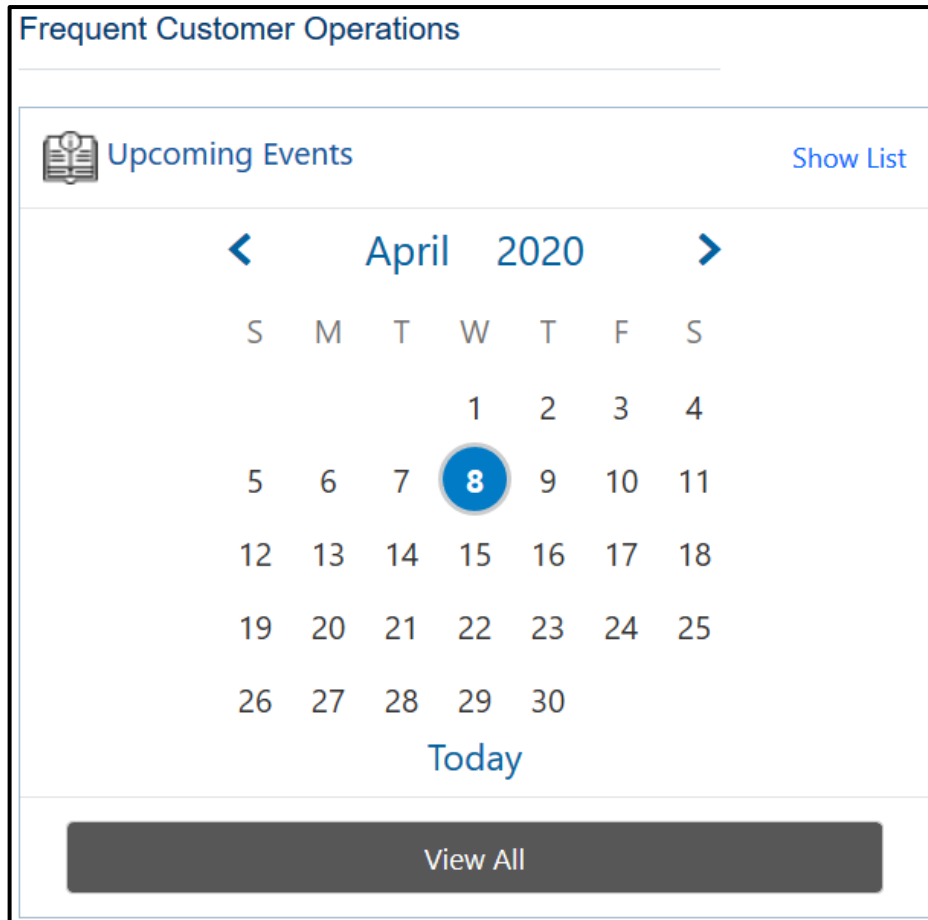 Frequent Customer Operations
Upcoming Events Show List
April 2020
S M T W T F S
1 2 3 4
5 6 7 8 9 10 11
12 13 14 15 16 17 18
19 20 21 22 23 24 25
26 27 28 29 30
Today
View All